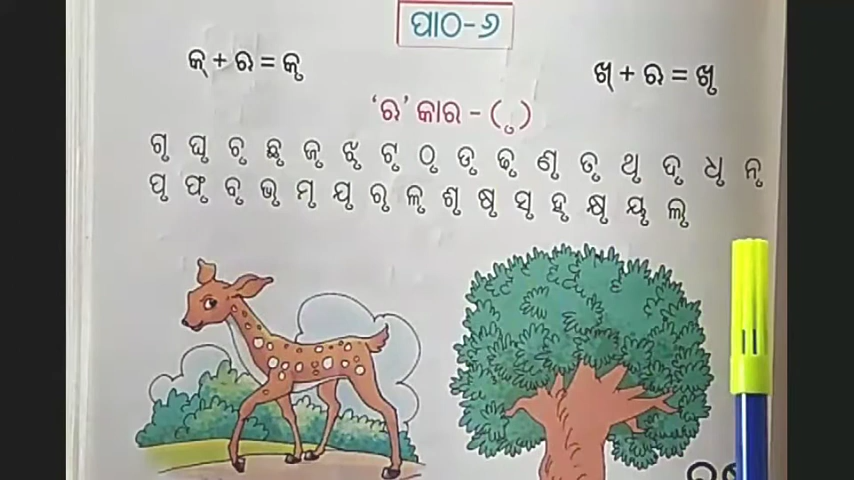 ପାଠ-୬
କ୍ + ଋ = କୃ ଖ୍ + ଋ = ଖୃ
'ଋ' କାର - (ୃ)
ଗୃ ଘୃ ଚୃ ଛୃ ଜୃ ଝୃ ଟୃ ଠୃ ଡୃ ଢୃ ଣୃ ତୃ ଥୃ ଦୃ ଧୃ ନୃ
ପୃ ଫୃ ବୃ ଭୃ ମୃ ଯୃ ରୃ ଳୃ ଶୃ ଷୃ ସୃ ହୃ କ୍ଷୃ ୟୃ ଲୃ